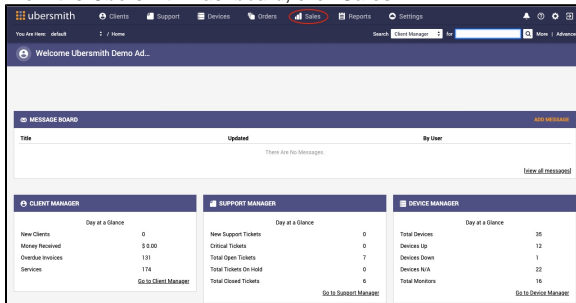 ubersmith Clients Support Devices Orders Sales Reports Settings
You Are Here: default / Home Search Client Manager for More | Advance
Welcome Ubersmith Demo Ad...
MESSAGE BOARD ADD MESSAGE
Title Updated By User
There Are No Messages.
[view all messages]
CLIENT MANAGER
Day at a Glance
New Clients 0
Money Received $ 0.00
Overdue Invoices 131
Services 174
Go to Client Manager
SUPPORT MANAGER
Day at a Glance
New Support Tickets 0
Critical Tickets 0
Total Open Tickets 7
Total Tickets On Hold 0
Total Closed Tickets 6
Go to Support Manager
DEVICE MANAGER
Day at a Glance
Total Devices 35
Devices Up 12
Devices Down 1
Devices N/A 22
Total Monitors 16
Go to Device Manager